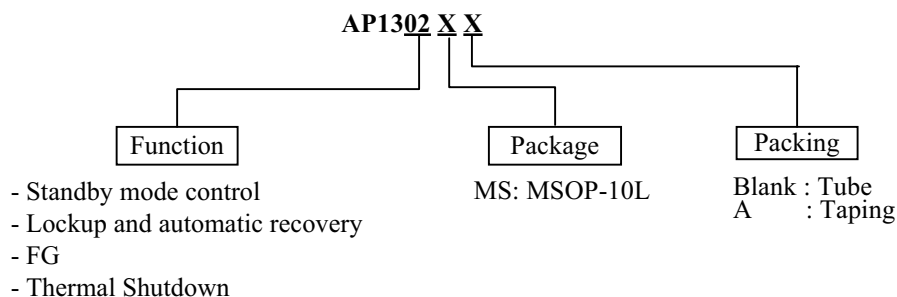 AP1302 X X
Function
Package
Packing
- Standby mode control
- Lockup and automatic recovery
- FG
- Thermal Shutdown
MS: MSOP-10L
Blank : Tube
A : Taping